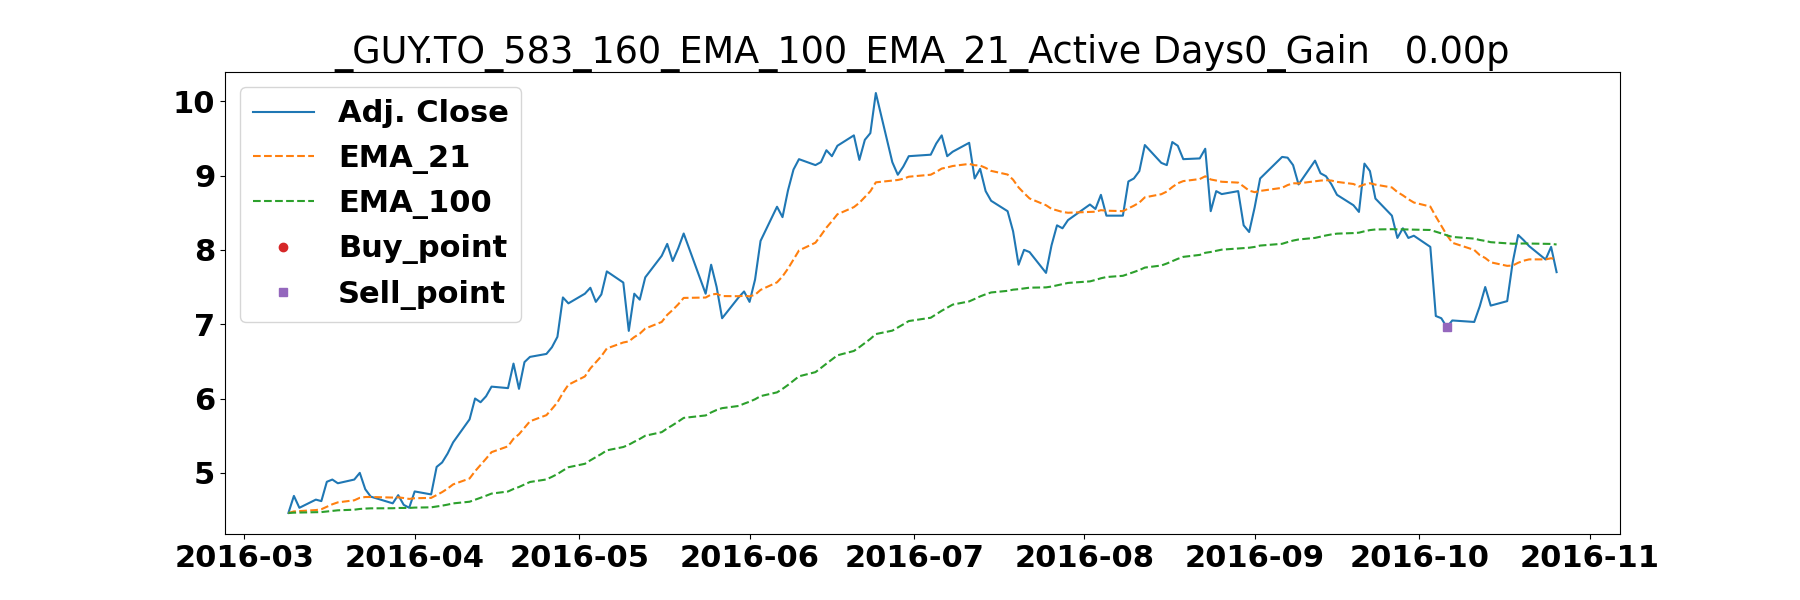 _GUY.TO_583_160_EMA_100_EMA_21_Active Days0_Gain   0.00p
10
9
8
7
6
5
Adj. Close
EMA_21
EMA_100
Buy_point
Sell_point
2016-03 2016-04 2016-05 2016-06 2016-07 2016-08 2016-09 2016-10 2016-11